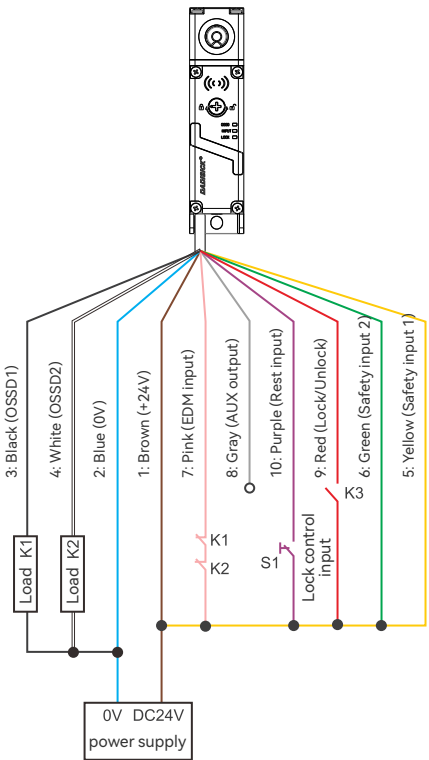 DADISICK®
3: Black (OSSD1)
4: White (OSSD2)
2: Blue (0V)
1: Brown (+24V)
7: Pink (EDM input)
8: Gray (AUX output)
10: Purple (Rest input)
9: Red (Lock/Unlock)
6: Green (Safety input 2)
5: Yellow (Safety input 1)
Load K1
Load K2
K1
K2
S1
Lock control
input
K3
0V DC24V
power supply